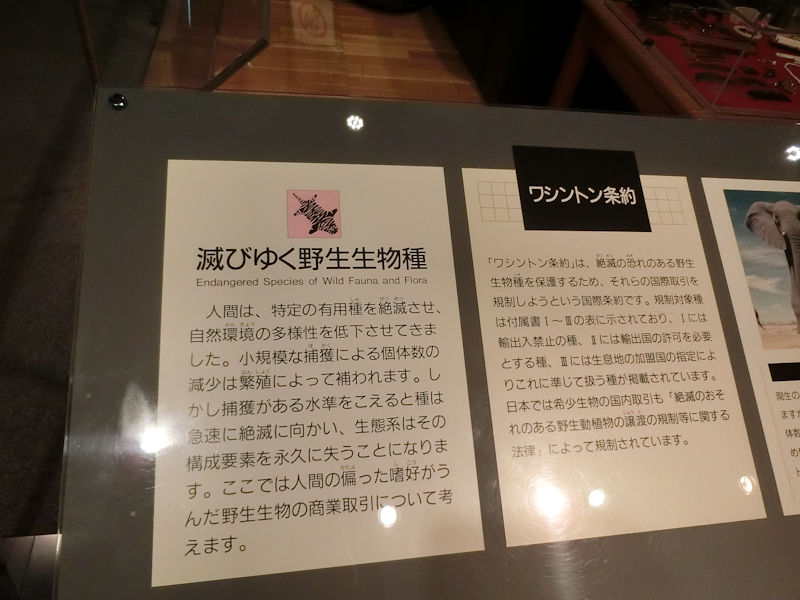 滅びゆく野生生物種
Endangered Species of Wild Fauna and Flora
人間は、特定の有用種を絶滅させ、
自然環境の多様性を低下させてきま
した。小規模な捕獲による個体数の
減少は繁殖によって補われます。し
かし捕獲がある水準をこえると種は
急速に絶滅に向かい、生態系はその
構成要素を永久に失うことになりま
す。ここでは人間の偏った嗜好がう
んだ野生生物の商業取引について考
えます。
ワシントン条約
「ワシントン条約」は、絶滅の恐れのある野生
生物種を保護するため、それらの国際取引を
規制しようという国際条約です。規制対象種
は付属書Ⅰ〜Ⅲの表に示されており、Ⅰには
輸出入禁止の種、Ⅱには輸出国の許可を必要
とする種、Ⅲには生息地の加盟国の指定によ
りこれに準じて扱う種が掲載されています。
日本では希少生物の国内取引も「絶滅のおそ
れのある野生動植物の譲渡の規制等に関する
法律」によって規制されています。
現生の
ますが
体数
め